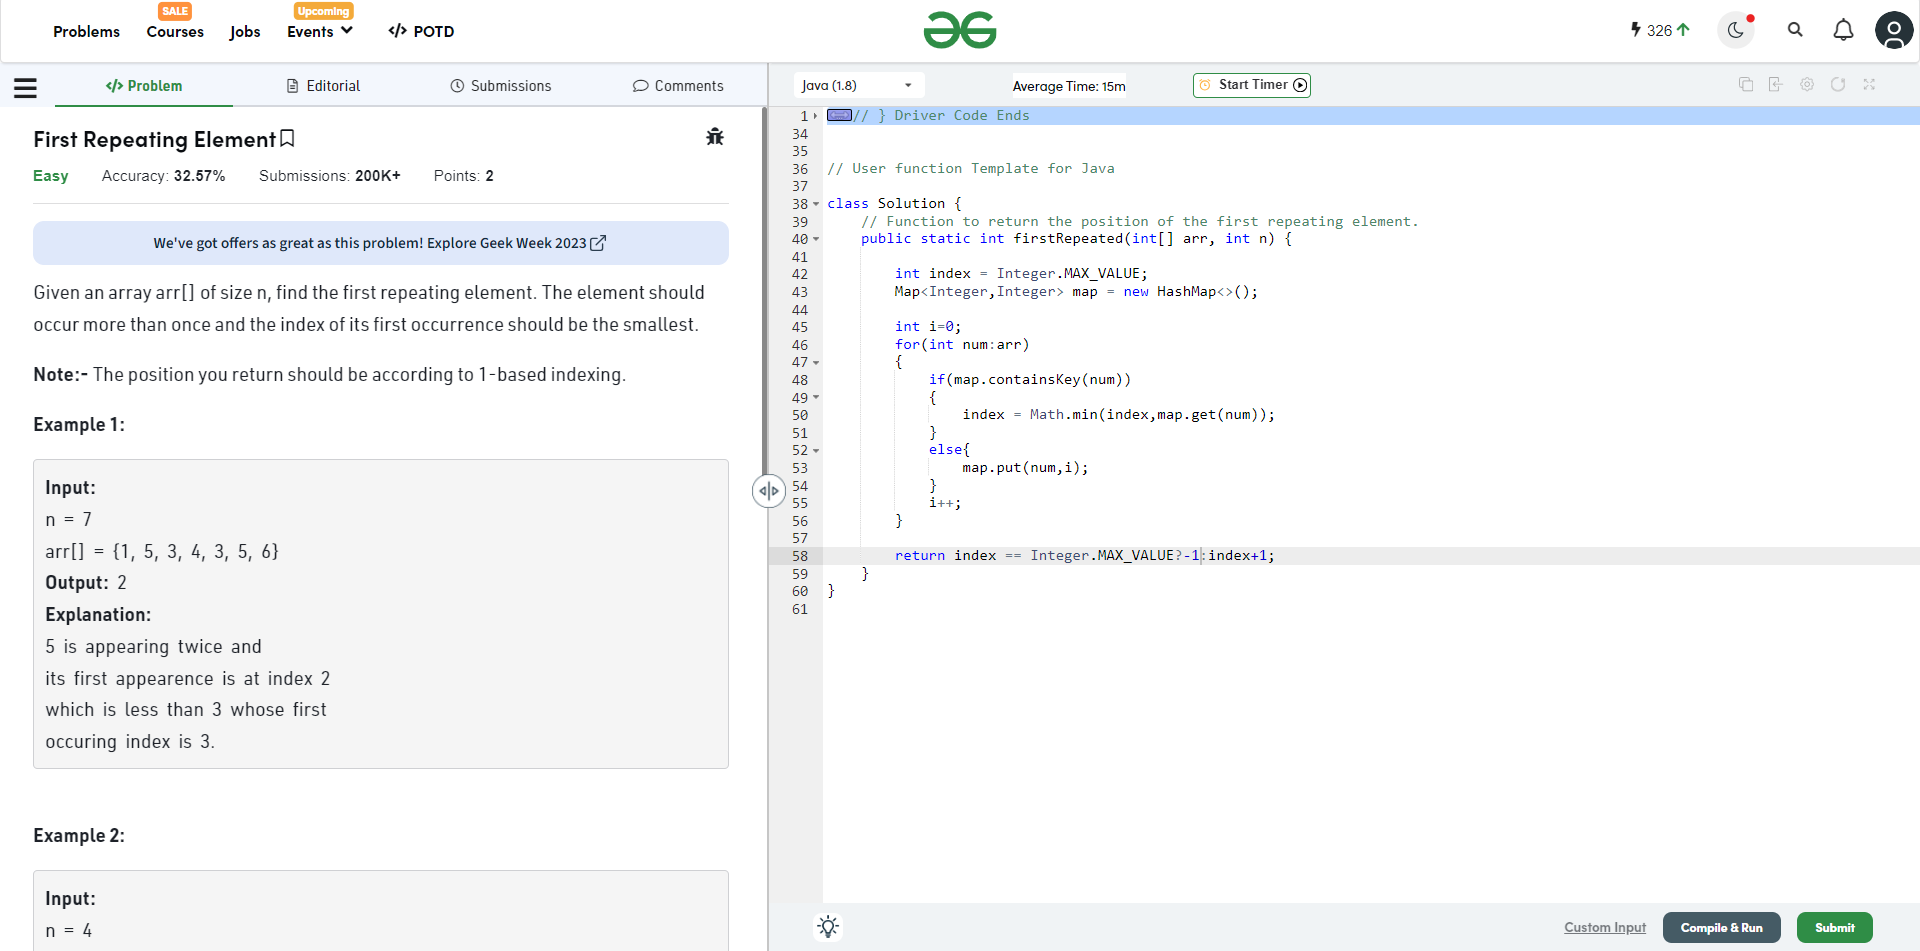 SALE
Upcoming
Problems Courses Jobs Events </> POTD
326
</> Problem Editorial Submissions Comments
First Repeating Element
Easy Accuracy: 32.57% Submissions: 200K+ Points: 2
We've got offers as great as this problem! Explore Geek Week 2023
Given an array arr[] of size n, find the first repeating element. The element should
occur more than once and the index of its first occurrence should be the smallest.
Note:- The position you return should be according to 1-based indexing.
Example 1:
Input:
n = 7
arr[] = {1, 5, 3, 4, 3, 5, 6}
Output: 2
Explanation:
5 is appearing twice and
its first appearence is at index 2
which is less than 3 whose first
occuring index is 3.
Example 2:
Input:
n = 4
Java (1.8) Average Time: 15m Start Timer
1 // } Driver Code Ends
34
35
36 // User function Template for Java
37
38 class Solution {
39 // Function to return the position of the first repeating element.
40 public static int firstRepeated(int[] arr, int n) {
41
42 int index = Integer.MAX_VALUE;
43 Map<Integer,Integer> map = new HashMap<>();
44
45 int i=0;
46 for(int num:arr)
47 {
48 if(map.containsKey(num))
49 {
50 index = Math.min(index,map.get(num));
51 }
52 else{
53 map.put(num,i);
54 }
55 i++;
56 }
57
58 return index == Integer.MAX_VALUE?-1:index+1;
59 }
60 }
61
Custom Input Compile & Run Submit